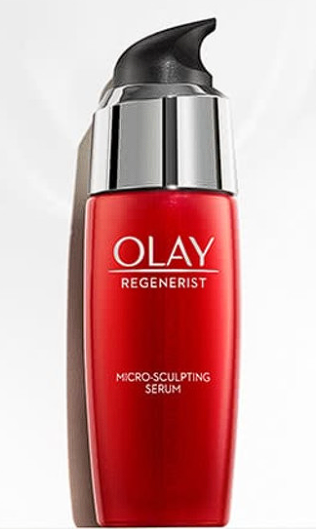 OLAY
REGENERIST
MICRO-SCULPTING
SERUM